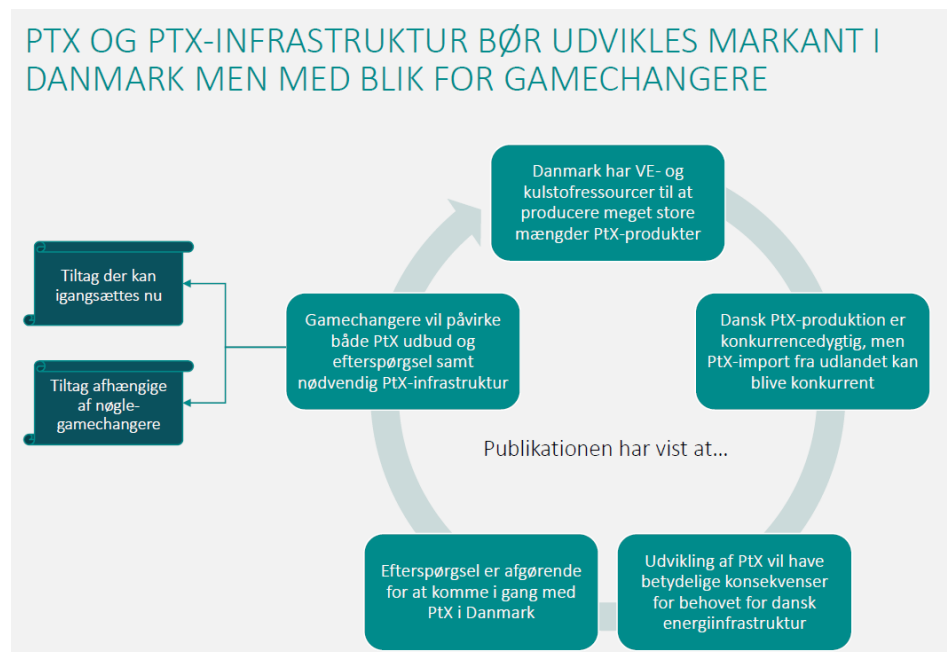 PTX OG PTX-INFRASTRUKTUR BØR UDVIKLES MARKANT I
DANMARK MEN MED BLIK FOR GAMECHANGERE
Danmark har VE- og
kulstofressourcer til at
producere meget store
mængder PtX-produkter
Dansk PtX-produktion er
konkurrencedygtig, men
PtX-import fra udlandet kan
blive konkurrent
Udvikling af PtX vil have
betydelige konsekvenser
for behovet for dansk
energiinfrastruktur
Efterspørgsel er afgørende
for at komme i gang med
PtX i Danmark
Gamechangere vil påvirke
både PtX udbud og
efterspørgsel samt
nødvendig PtX-infrastruktur
Tiltag der kan
igangsættes nu
Tiltag afhængige
af nøgle-
gamechangere
Publikationen har vist at...